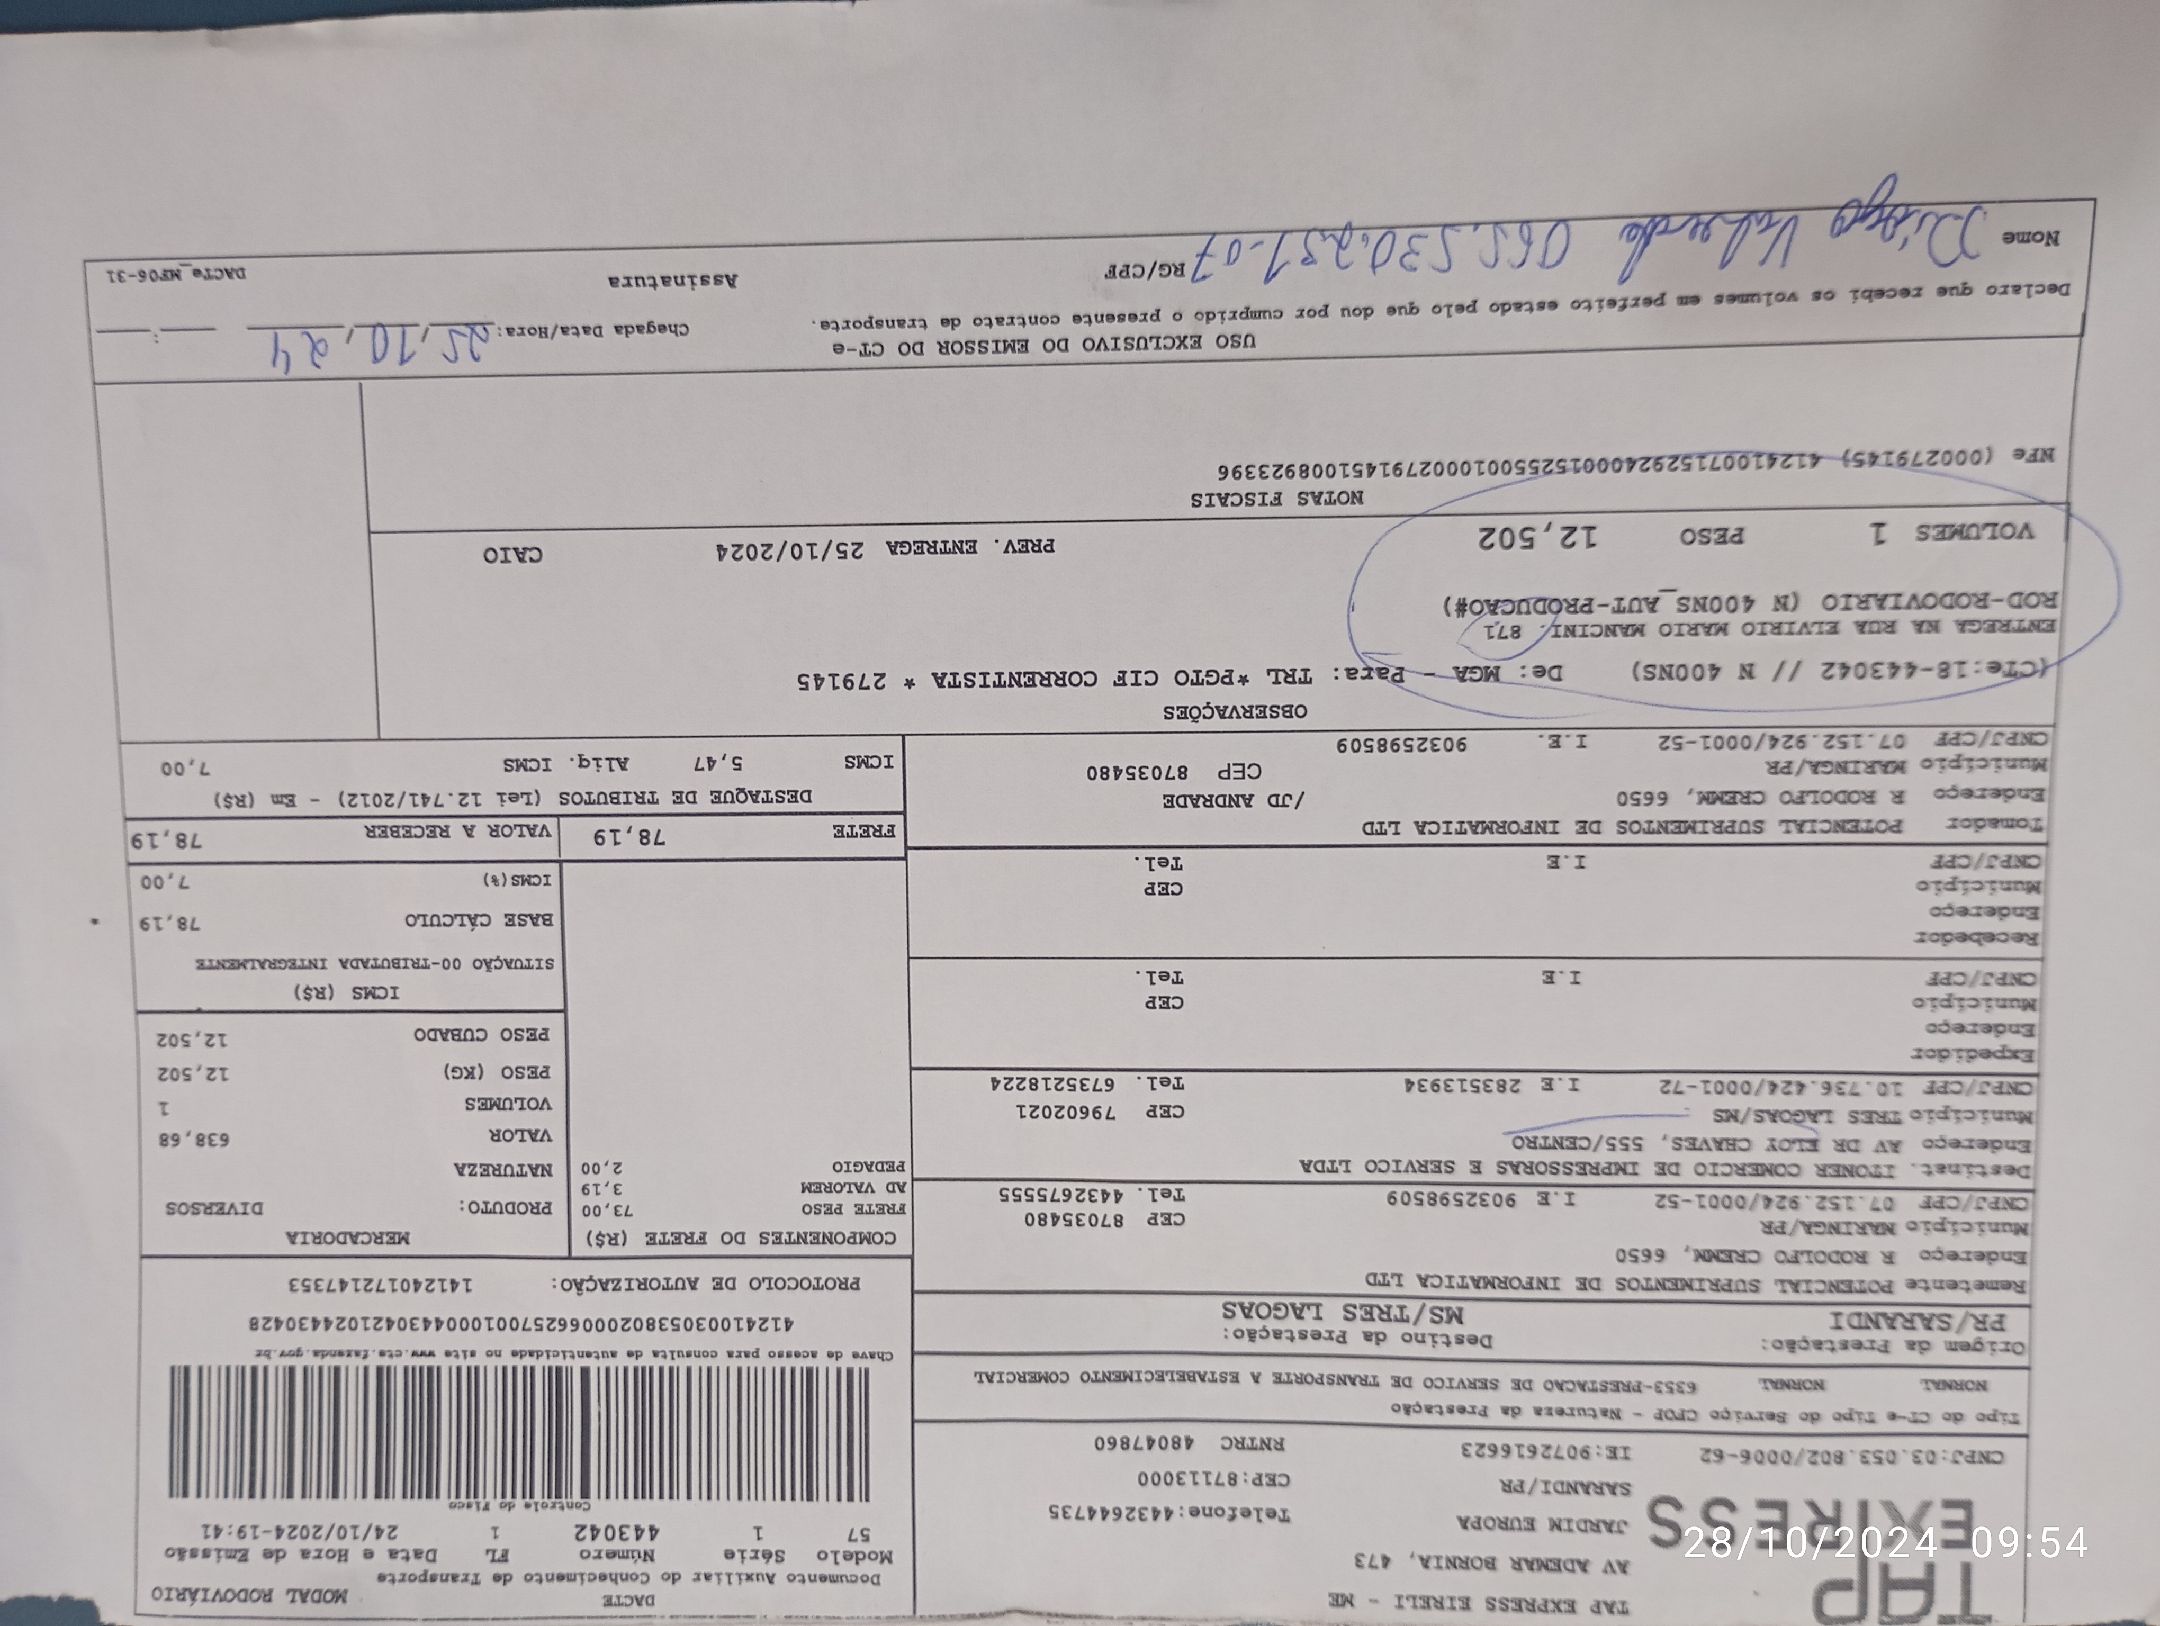 TAP
EXPRESS
TAP EXPRESS EIRELI - ME
AV ADEMAR BORNIA, 473
JARDIM EUROPA Telefone:4432644735
SARANDI/PR CEP:87113000
CNPJ:03.053.802/0006-62 IE:9072616623 RNTRC 48047860
Tipo do CT-e Tipo do Serviço CFOP - Natureza da Prestação
NORMAL NORMAL 6353-PRESTACAO DE SERVICO DE TRANSPORTE A ESTABELECIMENTO COMERCIAL
Origem da Prestação: Destino da Prestação:
PR/SARANDI MS/TRES LAGOAS
DACTE MODAL RODOVIÁRIO
Documento Auxiliar do Conhecimento de Transporte
Modelo Série Número FL Data e Hora de Emissão
57 1 443042 1 24/10/2024-19:41
Controle do Fisco
Chave de acesso para consulta de autenticidade no site www.cte.fazenda.gov.br
41241003053802000662570010004430421024430428
PROTOCOLO DE AUTORIZAÇÃO: 141240172147353
Remetente POTENCIAL SUPRIMENTOS DE INFORMATICA LTD
Endereço R RODOLFO CREMM, 6650
Município MARINGA/PR CEP 87035480
CNPJ/CPF 07.152.924/0001-52 I.E 9032598509 Tel. 4432675555
Destinat. ITONER COMERCIO DE IMPRESSORAS E SERVICO LTDA
Endereço AV DR ELOY CHAVES, 555/CENTRO
Município TRES LAGOAS/MS CEP 79602021
CNPJ/CPF 10.736.424/0001-72 I.E 283513934 Tel. 6735218224
Expedidor
Endereço
Município CEP
CNPJ/CPF I.E Tel.
Recebedor
Endereço
Município CEP
CNPJ/CPF I.E Tel.
Tomador POTENCIAL SUPRIMENTOS DE INFORMATICA LTD
Endereço R RODOLFO CREMM, 6650 /JD ANDRADE
Município MARINGA/PR CEP 87035480
CNPJ/CPF 07.152.924/0001-52 I.E. 9032598509
COMPONENTES DO FRETE (R$)
FRETE PESO 73,00
AD VALOREM 3,19
PEDAGIO 2,00
MERCADORIA
PRODUTO: DIVERSOS
NATUREZA
VALOR 638,68
VOLUMES 1
PESO (KG) 12,502
PESO CUBADO 12,502
ICMS (R$)
SITUAÇÃO 00-TRIBUTADA INTEGRALMENTE
BASE CÁLCULO 78,19
ICMS(%) 7,00
FRETE 78,19 VALOR A RECEBER 78,19
DESTAQUE DE TRIBUTOS (Lei 12.741/2012) - Em (R$)
ICMS 5,47 Aliq. ICMS 7,00
OBSERVAÇÕES
(CTe:18-443042 // N 400NS) De: MGA - Para: TRL *PGTO CIF CORRENTISTA * 279145
ENTREGA NA RUA ELVIRIO MARIO MANCINI, 871
ROD-RODOVIARIO (N 400NS_AUT-PRODUCAO#)
VOLUMES 1 PESO 12,502 PREV. ENTREGA 25/10/2024 CAIO
NOTAS FISCAIS
NFe (000279145) 41241007152924000152550010002791451008923396
USO EXCLUSIVO DO EMISSOR DO CT-e
Declaro que recebi os volumes em perfeito estado pelo que dou por cumprido o presente contrato de transporte.
Chegada Data/Hora: 25,10,24 :
Nome Diogo Valverde 065.530.251-07 RG/CPF Assinatura DACTe_MF06-31
28/10/2024 09:54